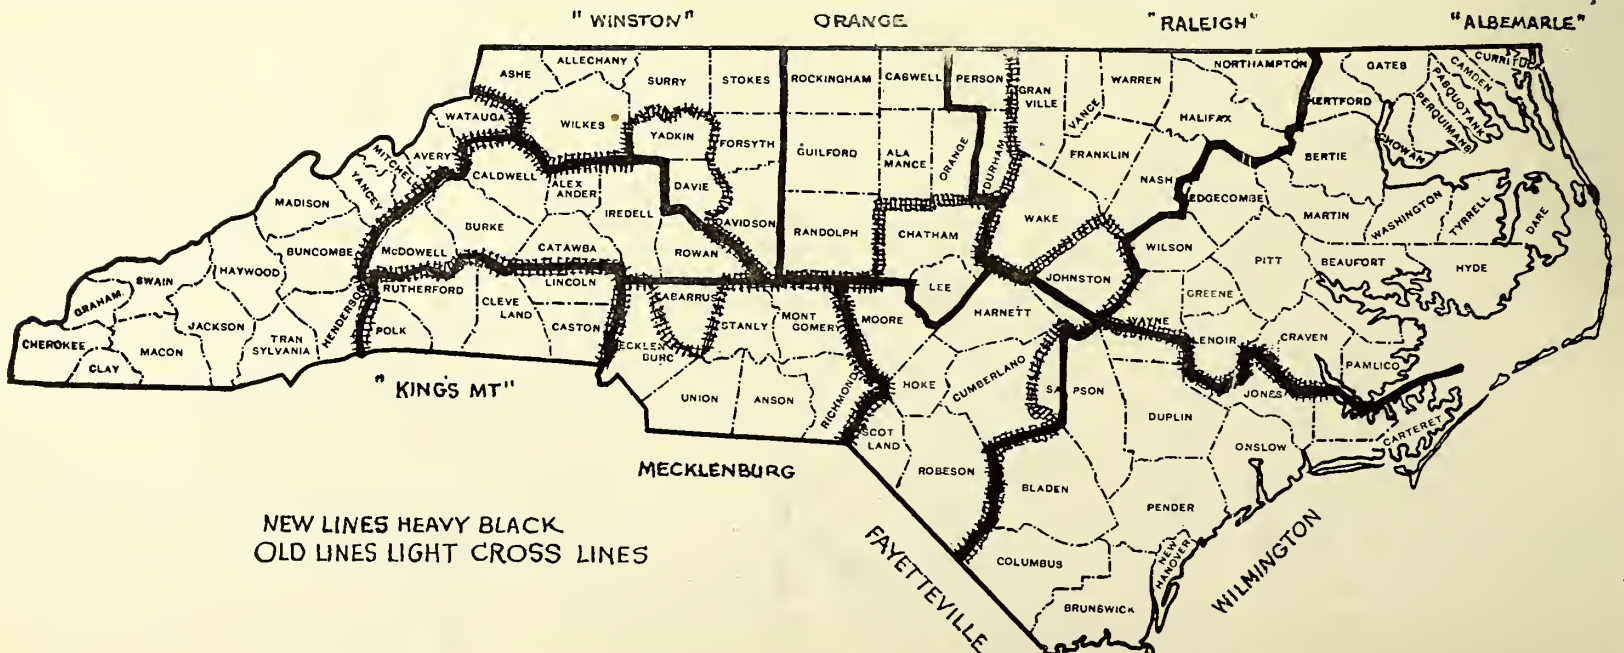 "WINSTON" ORANGE "RALEIGH" "ALBEMARLE"
ASHE
ALLECHANY
SURRY
STOKES
ROCKINGHAM
CASWELL
PERSON
GRAN
VILLE
VANCE
WARREN
NORTHAMPTON
GATES
HERTFORD
CAMDEN
PASQUOTANK
PERQUIMANS
CHOWAN
WATAUGA
WILKES
YADKIN
FORSYTH
GUILFORD
ALA
MANCE
ORANGE
DURHAM
FRANKLIN
HALIFAX
NASH
EDGECOMBE
BERTIE
MARTIN
WASHINGTON
TYRRELL
DARE
MITCHELL
AVERY
YANCEY
CALDWELL
ALEX
ANDER
DAVIE
DAVIDSON
IREDELL
ROWAN
RANDOLPH
CHATHAM
WAKE
WILSON
PITT
BEAUFORT
HYDE
MADISON
BUNCOMBE
McDOWELL
BURKE
CATAWBA
LINCOLN
LEE
JOHNSTON
GREENE
SWAIN
HAYWOOD
GRAHAM
HENDERSON
RUTHERFORD
CLEVE
LAND
CASTON
CABARRUS
STANLY
MONT
GOMERY
MOORE
HARNETT
WAYNE
LENOIR
CRAVEN
PAMLICO
CHEROKEE
CLAY
MACON
JACKSON
TRAN
SYLVANIA
POLK
ECKLEN
BURC
UNION
ANSON
RICHMOND
HOKE
CUMBERLAND
SA PSON
DUPLIN
JONES
CARTERET
ONSLOW
SCOT
LAND
ROBESON
BLADEN
PENDER
COLUMBUS
NEW
HANOVER
BRUNSWICK
"KING'S MT"
MECKLENBURG
FAYETTEVILLE
WILMINGTON
NEW LINES HEAVY BLACK
OLD LINES LIGHT CROSS LINES